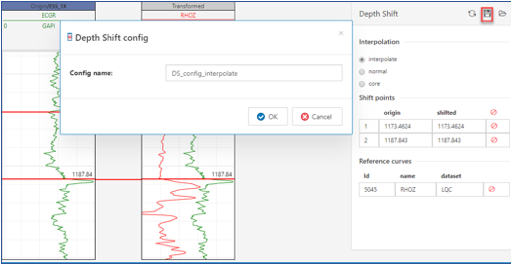 Origin/ESS_1R
ECGR
0 GAPI
Transformed
RHOZ
Depth Shift config
×
Config name:
DS_config_interpolate
OK
Cancel
1187.84
1187.84
Depth Shift
Interpolation
interpolate
normal
core
Shift points
origin shifted
1 1173.4624 1173.4624
2 1187.843 1187.843
Reference curves
Id name dataset
5045 RHOZ LQC